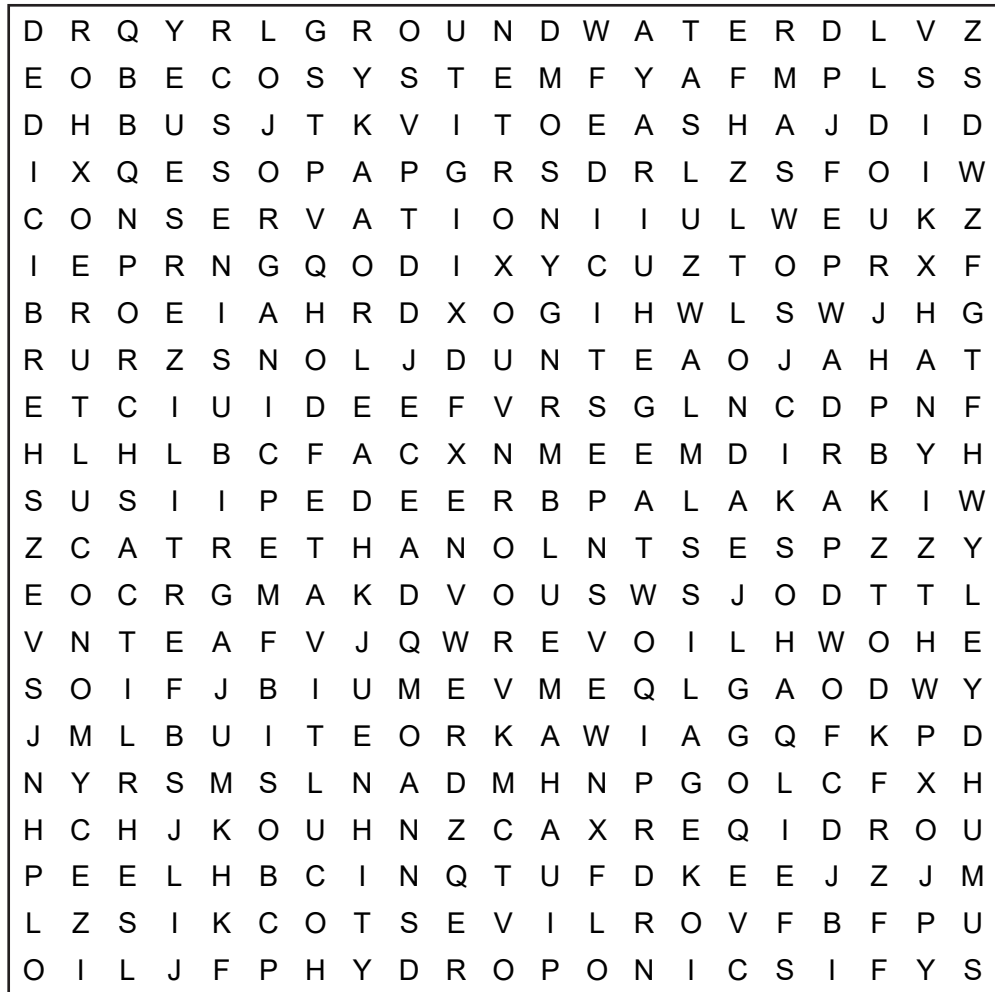 D R Q Y R L G R O U N D W A T E R D L V Z
E O B E C O S Y S T E M F Y A F M P L S S
D H B U S J T K V I T O E A S H A J D I D
I X Q E S O P A P G R S D R L Z S F O I W
C O N S E R V A T I O N I I U L W E U K Z
I E P R N G Q O D I X Y C U Z T O P R X F
B R O E I A H R D X O G I H W L S W J H G
R U R Z S N O L J D U N T E A O J A H A T
E T C I U I D E E F V R S G L N C D P N F
H L H L B C F A C X N M E E M D I R B Y H
S U S I I P E D E E R B P A L A K A K I W
Z C A T R E T H A N O L N T S E S P Z Z Y
E O C R G M A K D V O U S W S J O D T T L
V N T E A F V J Q W R E V O I L H W O H E
S O I F J B I U M E V M E Q L G A O D W Y
J M L B U I T E O R K A W I A G Q F K P D
N Y R S M S L N A D M H N P G O L C F X H
H C H J K O U H N Z C A X R E Q I D R O U
P E E L H B C I N Q T U F D K E E J Z J M
L Z S I K C O T S E V I L R O V F B F P U
O I L J F P H Y D R O P O N I C S I F Y S